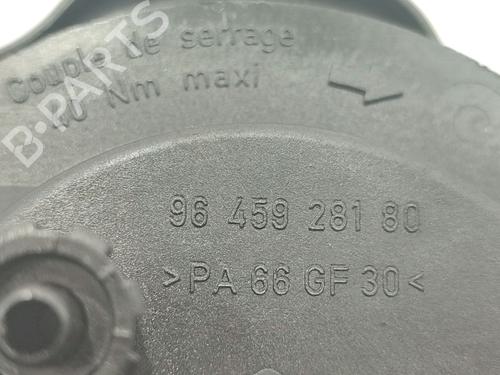 Couple de serrage
Nm maxi
96 459 281 80
>PA 66 GF 30<
B-PARTS